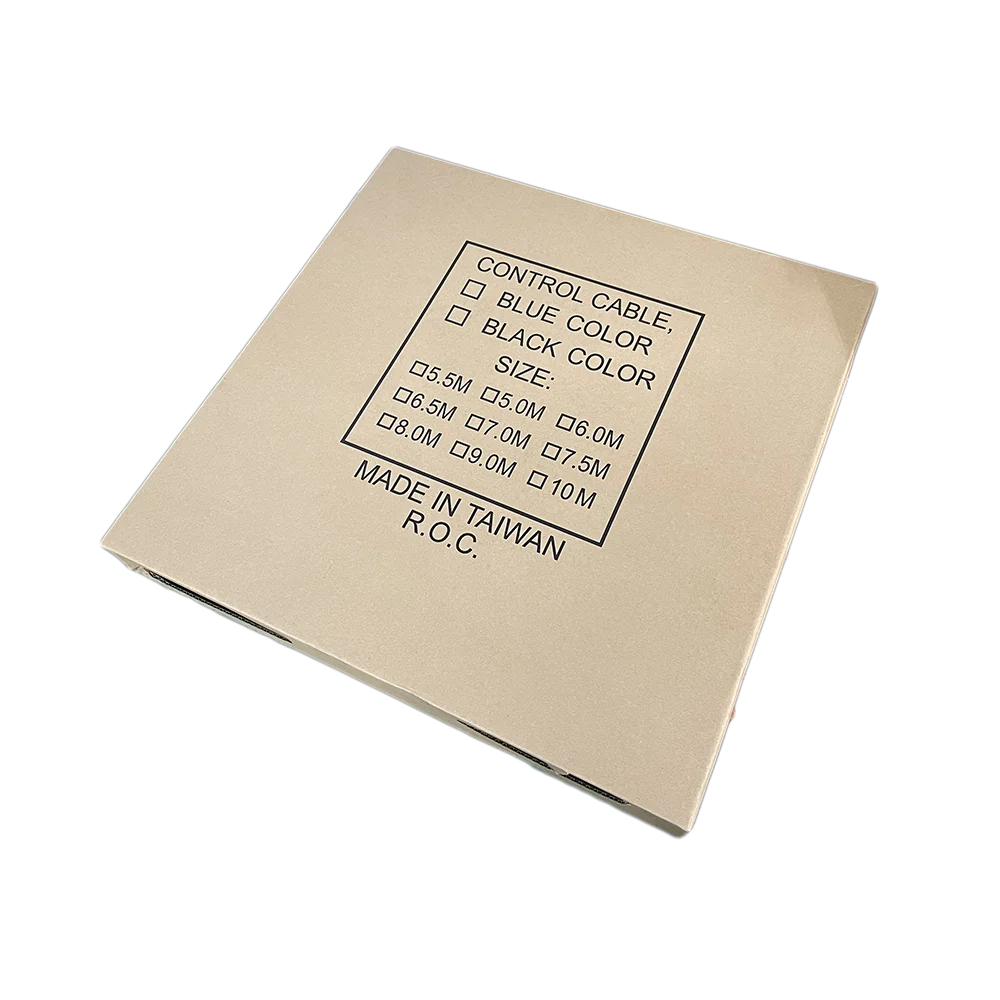 CONTROL CABLE,
☐ BLUE COLOR
☐ BLACK COLOR
SIZE:
☐5.5M ☐5.0M ☐6.0M
☐6.5M ☐7.0M ☐7.5M
☐8.0M ☐9.0M ☐10M
MADE IN TAIWAN
R.O.C.